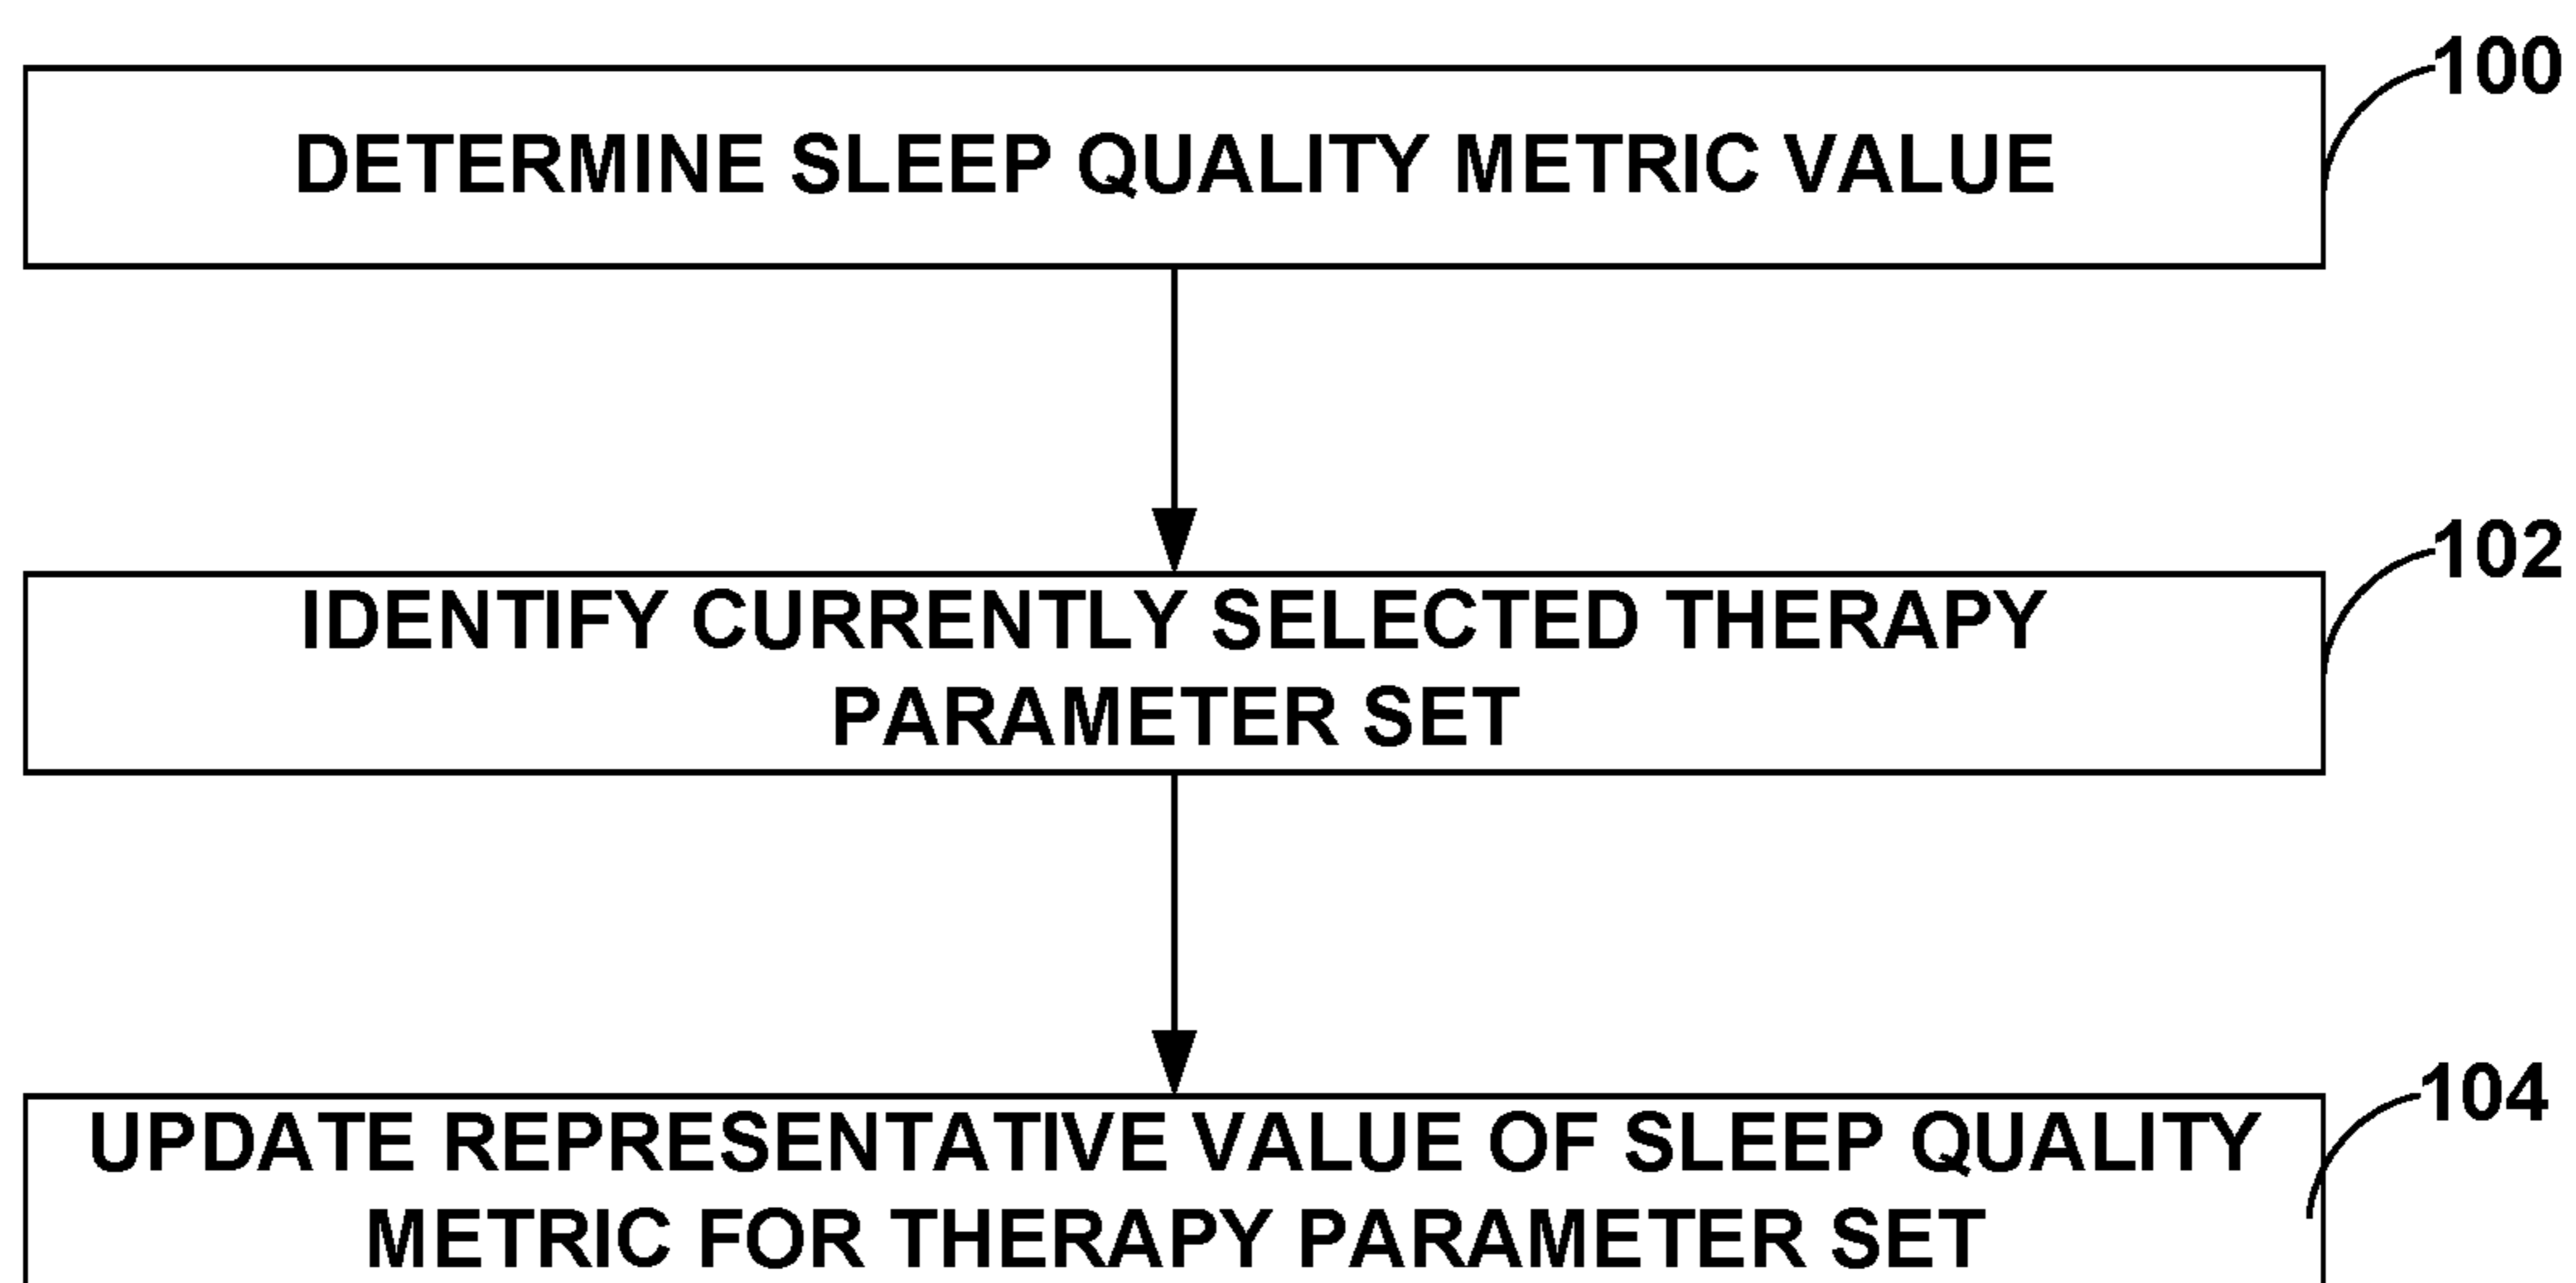 100
DETERMINE SLEEP QUALITY METRIC VALUE
102
IDENTIFY CURRENTLY SELECTED THERAPY
PARAMETER SET
104
UPDATE REPRESENTATIVE VALUE OF SLEEP QUALITY
METRIC FOR THERAPY PARAMETER SET